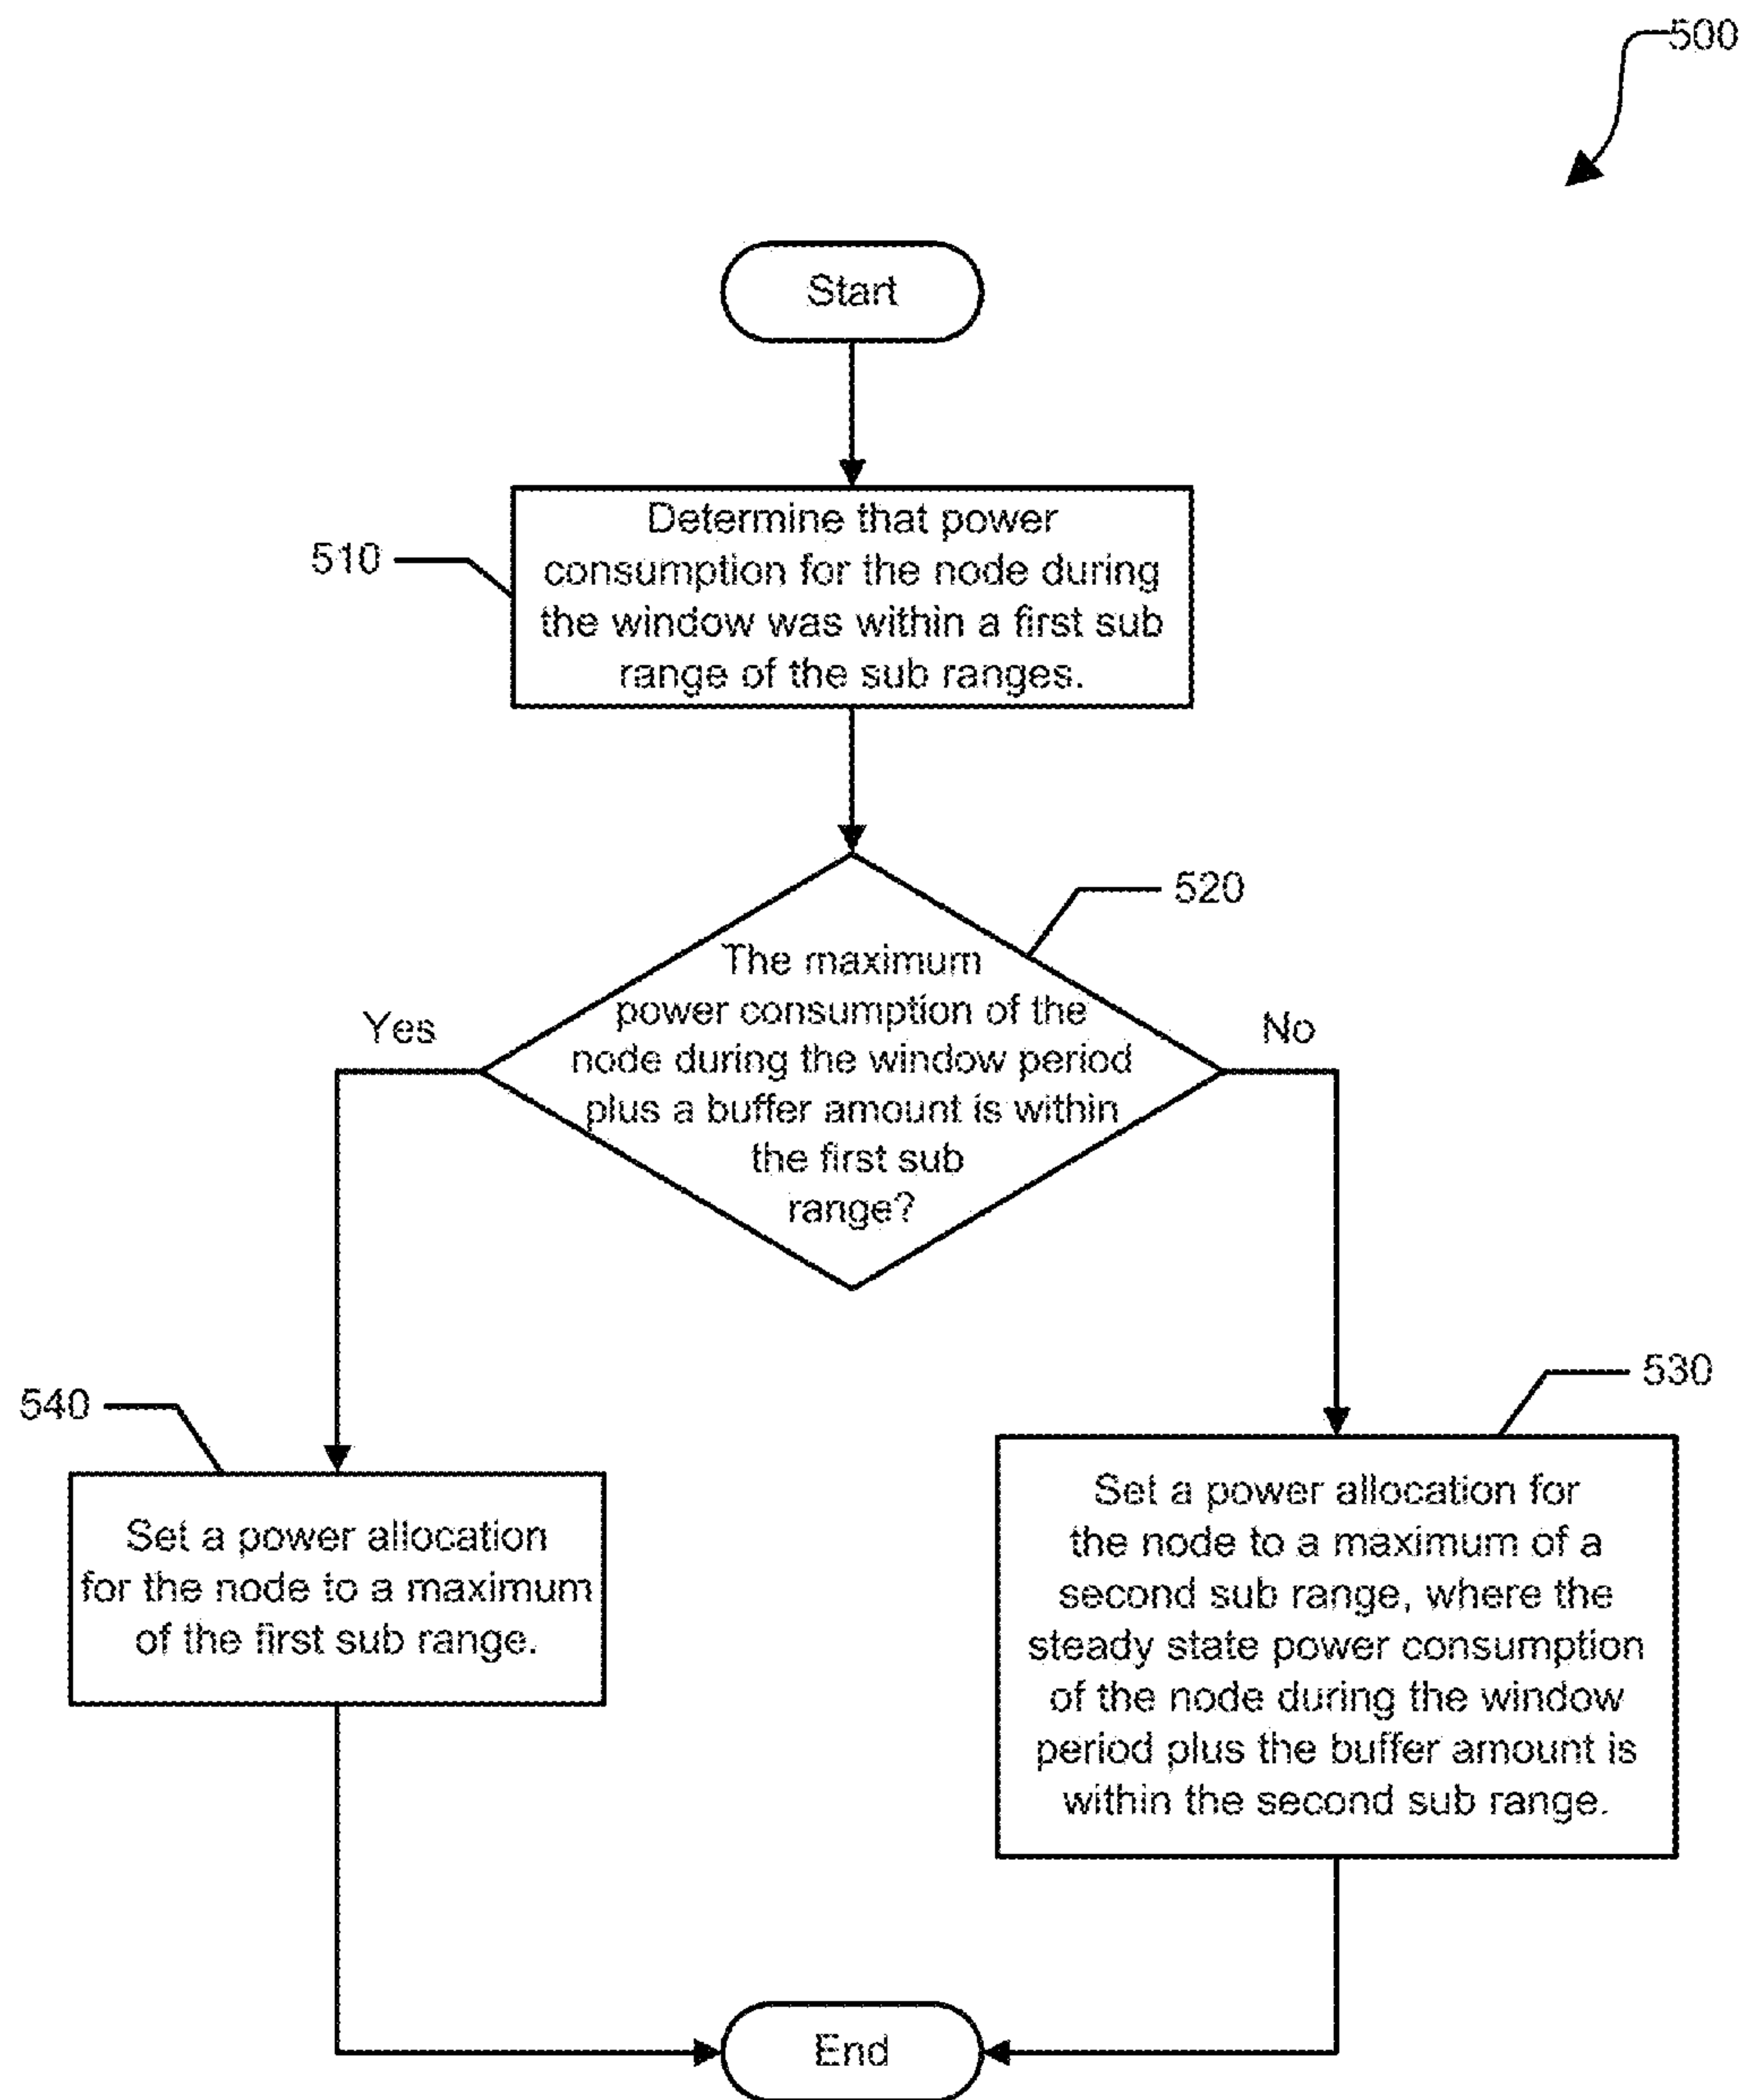 500
Start
510
Determine that power
consumption for the node during
the window was within a first sub
range of the sub ranges.
520
The maximum
power consumption of the
node during the window period
plus a buffer amount is within
the first sub
range?
Yes
No
540
Set a power allocation
for the node to a maximum
of the first sub range.
530
Set a power allocation for
the node to a maximum of a
second sub range, where the
steady state power consumption
of the node during the window
period plus the buffer amount is
within the second sub range.
End